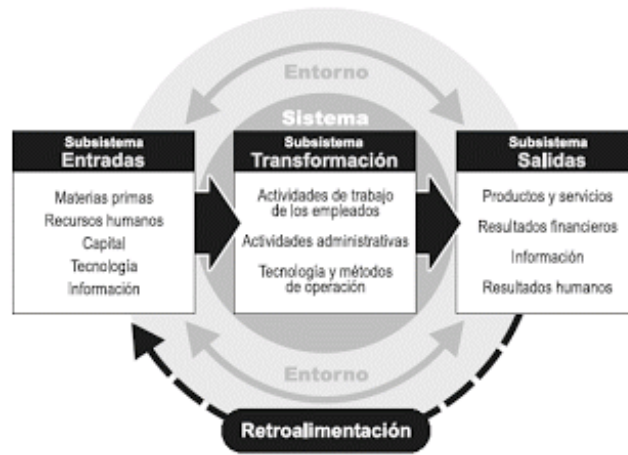 Entorno
Sistema
Subsistema
Entradas
Materias primas
Recursos humanos
Capital
Tecnología
Información
Subsistema
Transformación
Actividades de trabajo
de los empleados
Actividades administrativas
Tecnología y métodos
de operación
Subsistema
Salidas
Productos y servicios
Resultados financieros
Información
Resultados humanos
Entorno
Retroalimentación